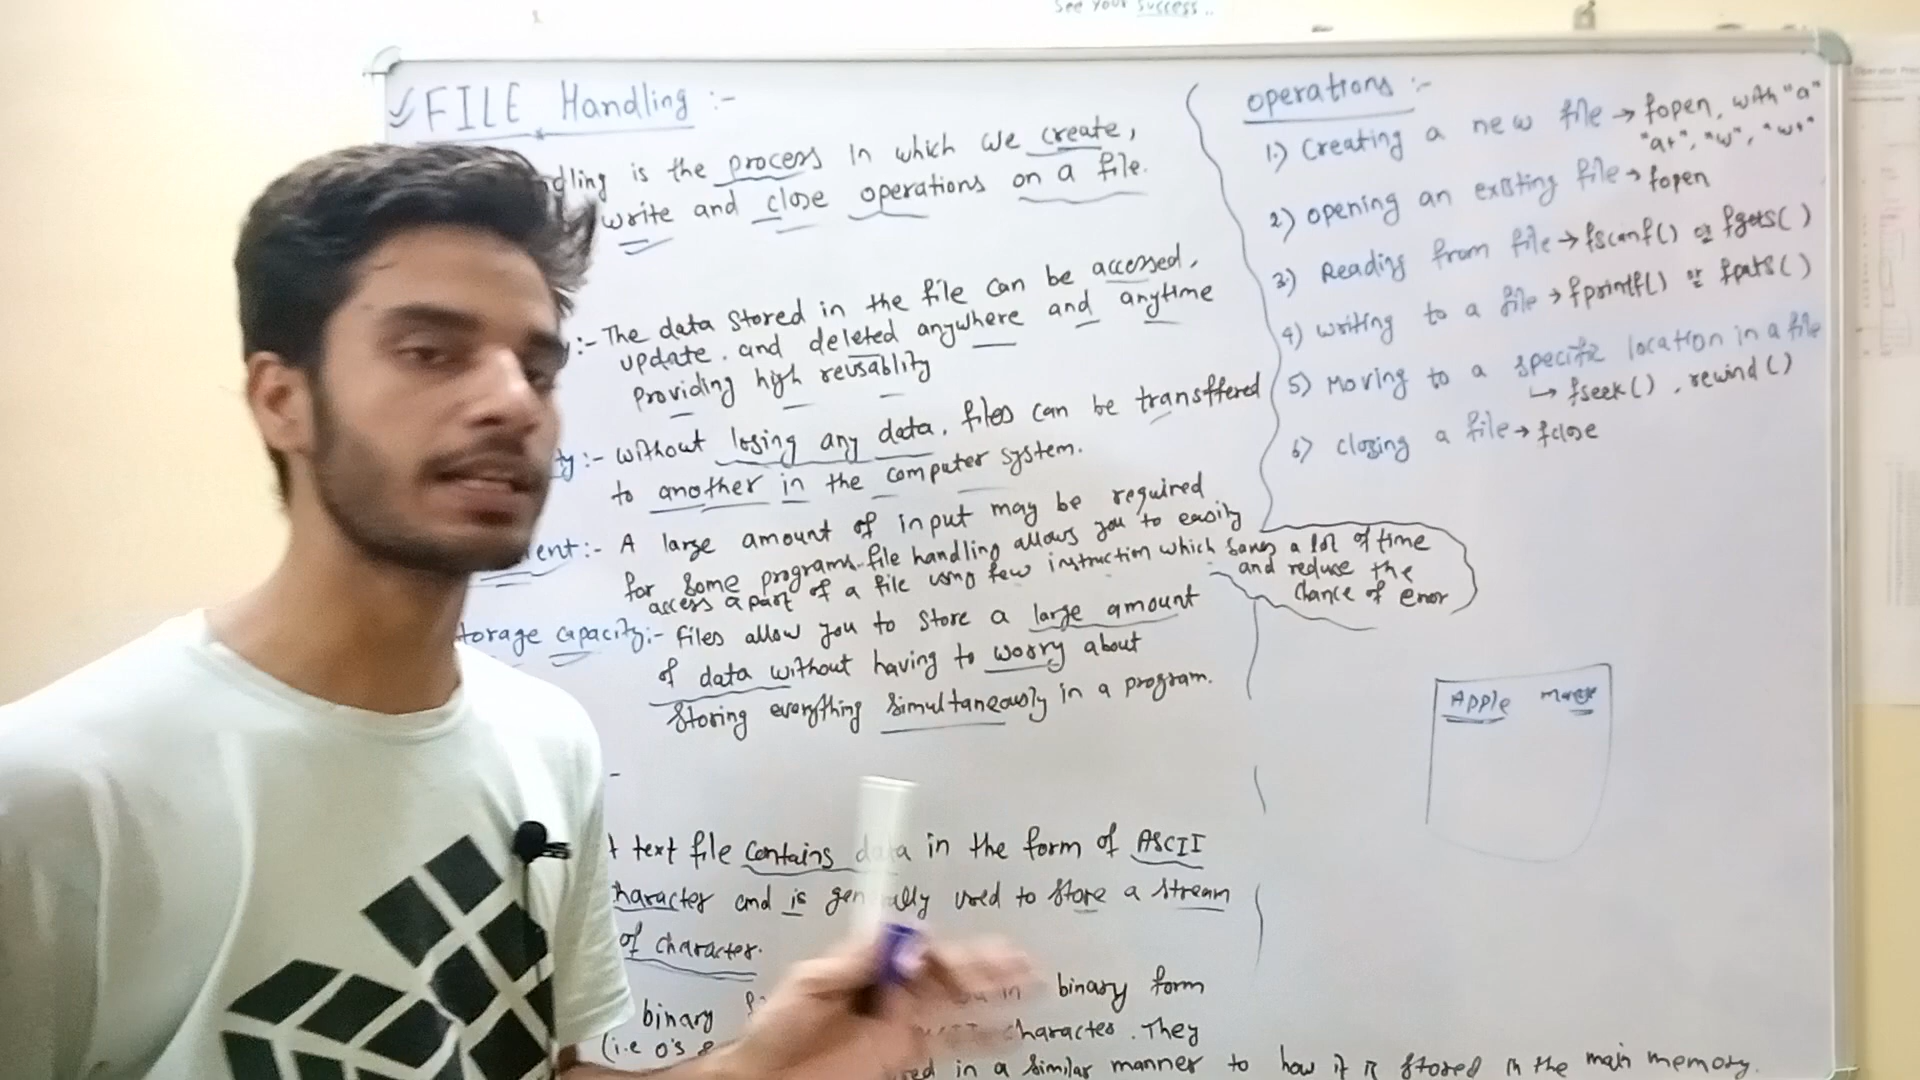 See Your Success..
FILE Handling :-
dling is the process in which we create,
write and close operations on a file.
:- The data stored in the file can be accessed,
update, and deleted anywhere and anytime
providing high reusablity
ty:- without losing any data, files can be transffered
to another in the computer system.
ent:- A large amount of input may be required
for some programs. file handling allows you to easily
access a part of a file using few instruction which saves a lot of time
and reduce the
chance of error
torage capacity:- files allow you to store a large amount
of data without having to worry about
storing everything simultaneously in a program.
text file contains data in the form of ASCII
haracter and is generally used to store a stream
of character.
binary in binary form
(i.e 0's & character. They
ed in a similar manner to how it is stored in the main memory.
operations :-
1.) creating a new file → fopen, with "a"
"a+", "w", "w+"
2) opening an existing file → fopen
3) Reading from file → fscanf() or fgets()
4) writing to a file → fprintf() or fputs()
5) Moving to a specific location in a file
↳ fseek(), rewind()
6) closing a file → fclose
Apple